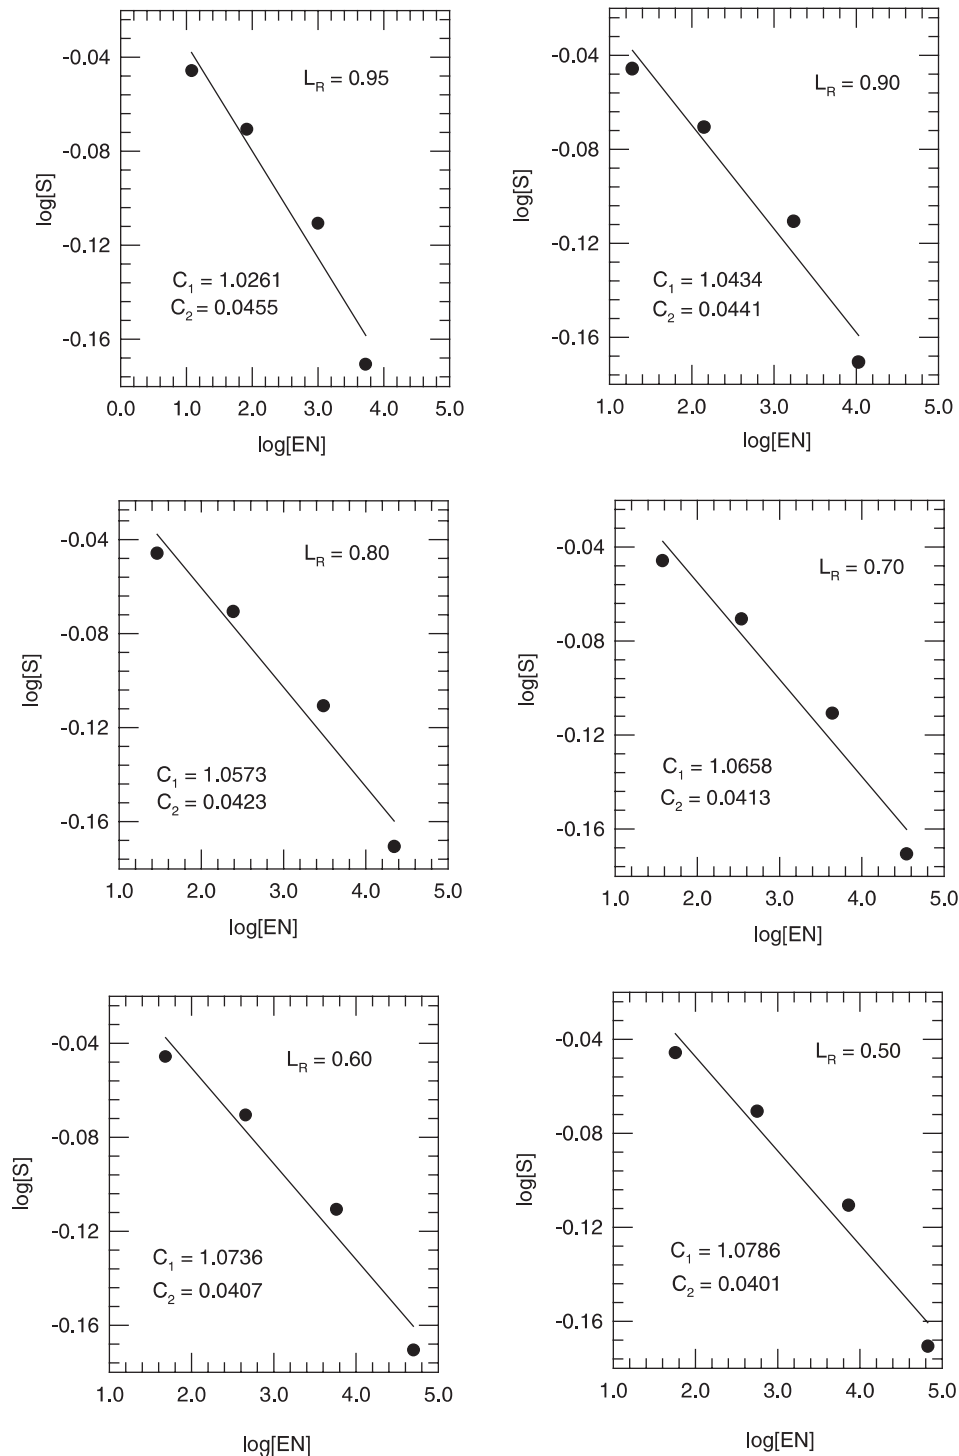 -0.04
-0.08
-0.12
-0.16
log[S]
L_R = 0.95
C_1 = 1.0261
C_2 = 0.0455
0.0 1.0 2.0 3.0 4.0 5.0
log[EN]
-0.04
-0.08
-0.12
-0.16
log[S]
L_R = 0.90
C_1 = 1.0434
C_2 = 0.0441
1.0 2.0 3.0 4.0 5.0
log[EN]
-0.04
-0.08
-0.12
-0.16
log[S]
L_R = 0.80
C_1 = 1.0573
C_2 = 0.0423
1.0 2.0 3.0 4.0 5.0
log[EN]
-0.04
-0.08
-0.12
-0.16
log[S]
L_R = 0.70
C_1 = 1.0658
C_2 = 0.0413
1.0 2.0 3.0 4.0 5.0
log[EN]
-0.04
-0.08
-0.12
-0.16
log[S]
L_R = 0.60
C_1 = 1.0736
C_2 = 0.0407
1.0 2.0 3.0 4.0 5.0
log[EN]
-0.04
-0.08
-0.12
-0.16
log[S]
L_R = 0.50
C_1 = 1.0786
C_2 = 0.0401
1.0 2.0 3.0 4.0 5.0
log[EN]